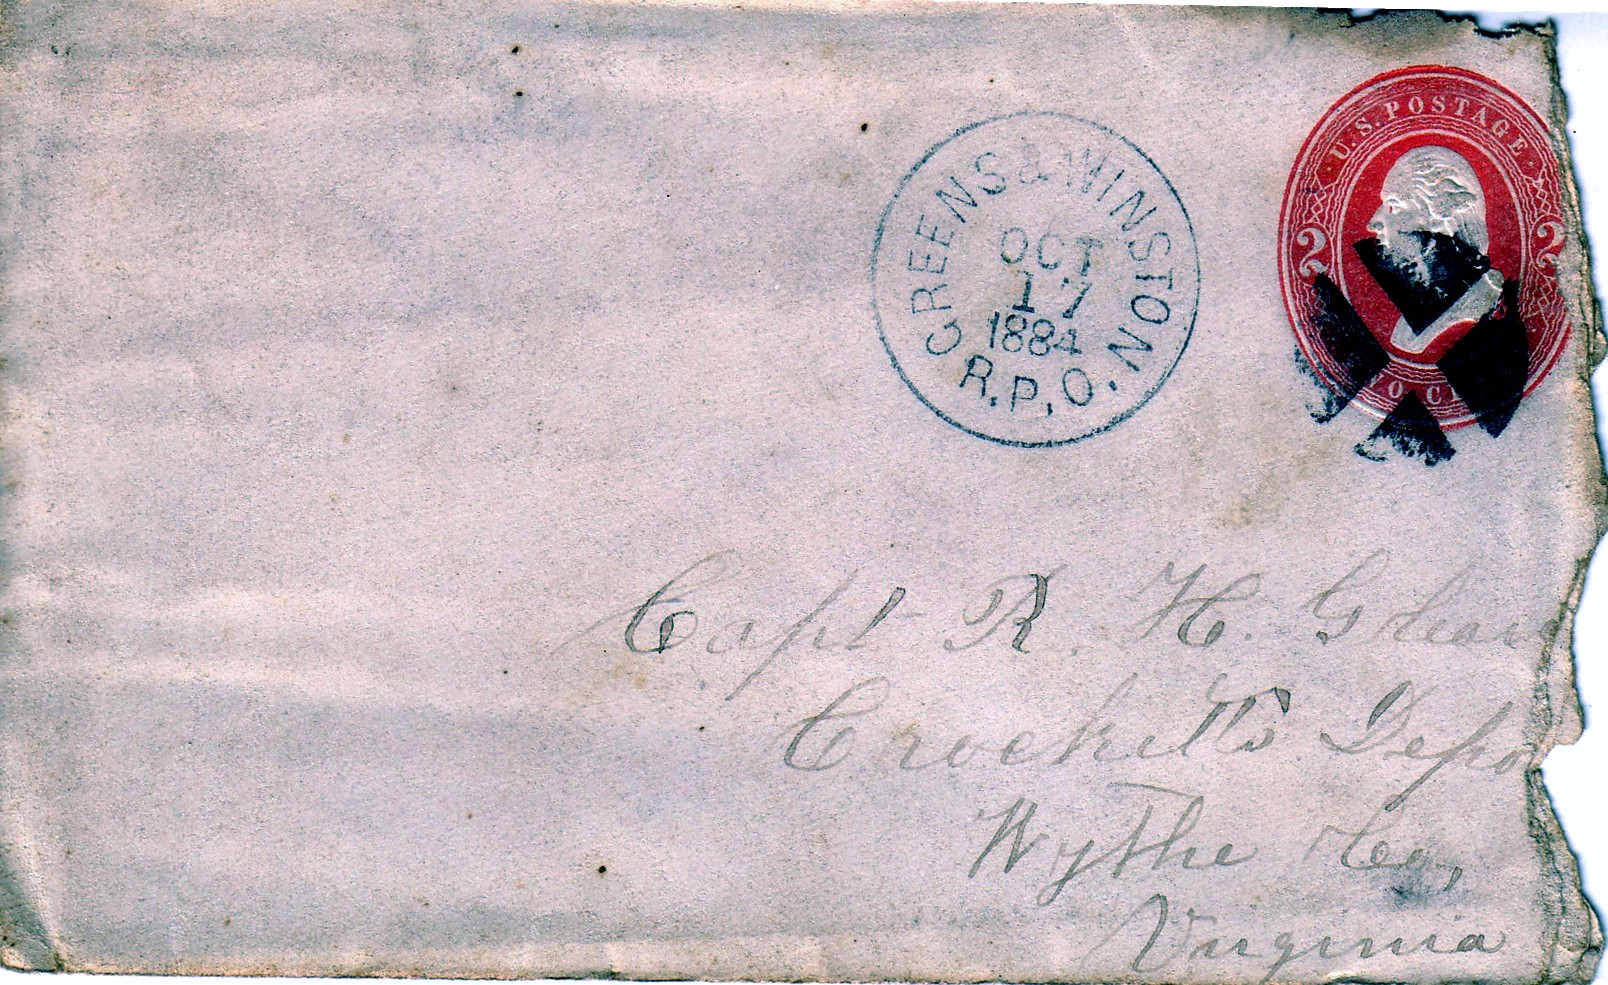 U.S. POSTAGE
2 2
GREENS & WINSTON. N
OCT
17
1884
R.P.O.
Capt R. H. Glea
Crockett's Depo
Wythe Co,
Virginia